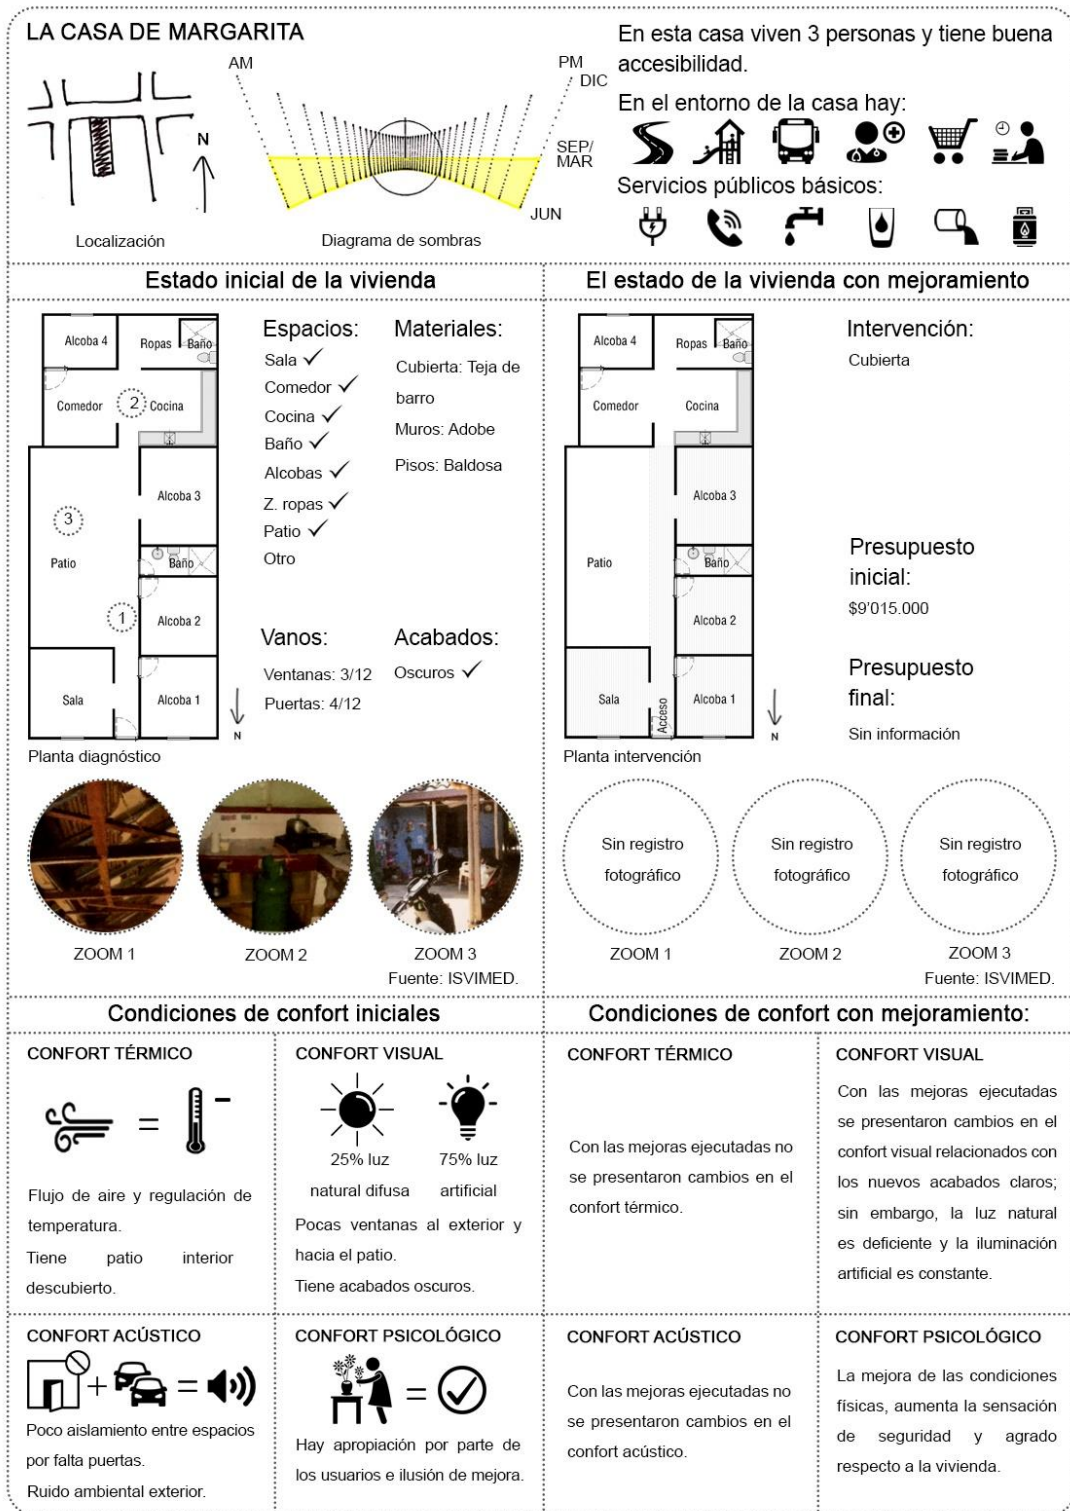 LA CASA DE MARGARITA
AM
PM
DIC
SEP/
MAR
JUN
N
Localización
Diagrama de sombras
En esta casa viven 3 personas y tiene buena
accesibilidad.
En el entorno de la casa hay:
Servicios públicos básicos:
Estado inicial de la vivienda
Alcoba 4
Ropas
Baño
Comedor
2
Cocina
Alcoba 3
3
Patio
Baño
1
Alcoba 2
Sala
Alcoba 1
N
Planta diagnóstico
Espacios:
Sala ✓
Comedor ✓
Cocina ✓
Baño ✓
Alcobas ✓
Z. ropas ✓
Patio ✓
Otro
Materiales:
Cubierta: Teja de
barro
Muros: Adobe
Pisos: Baldosa
Vanos:
Ventanas: 3/12
Puertas: 4/12
Acabados:
Oscuros ✓
ZOOM 1
ZOOM 2
ZOOM 3
Fuente: ISVIMED.
El estado de la vivienda con mejoramiento
Alcoba 4
Ropas
Baño
Comedor
Cocina
Alcoba 3
Patio
Baño
Alcoba 2
Sala
Acceso
Alcoba 1
N
Planta intervención
Intervención:
Cubierta
Presupuesto
inicial:
$9'015.000
Presupuesto
final:
Sin información
Sin registro
fotográfico
Sin registro
fotográfico
Sin registro
fotográfico
ZOOM 1
ZOOM 2
ZOOM 3
Fuente: ISVIMED.
Condiciones de confort iniciales
CONFORT TÉRMICO
= -
Flujo de aire y regulación de
temperatura.
Tiene patio interior
descubierto.
CONFORT VISUAL
25% luz
natural difusa
75% luz
artificial
Pocas ventanas al exterior y
hacia el patio.
Tiene acabados oscuros.
CONFORT ACÚSTICO
+ =
Poco aislamiento entre espacios
por falta puertas.
Ruido ambiental exterior.
CONFORT PSICOLÓGICO
=
Hay apropiación por parte de
los usuarios e ilusión de mejora.
Condiciones de confort con mejoramiento:
CONFORT TÉRMICO
Con las mejoras ejecutadas no
se presentaron cambios en el
confort térmico.
CONFORT VISUAL
Con las mejoras ejecutadas
se presentaron cambios en el
confort visual relacionados con
los nuevos acabados claros;
sin embargo, la luz natural
es deficiente y la iluminación
artificial es constante.
CONFORT ACÚSTICO
Con las mejoras ejecutadas no
se presentaron cambios en el
confort acústico.
CONFORT PSICOLÓGICO
La mejora de las condiciones
físicas, aumenta la sensación
de seguridad y agrado
respecto a la vivienda.